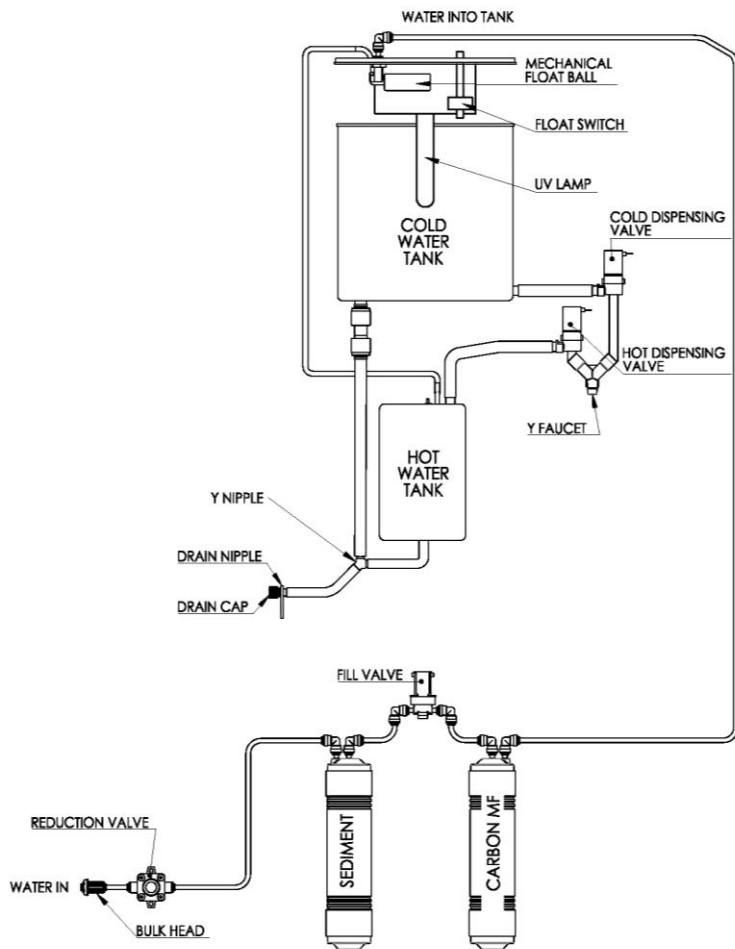 WATER INTO TANK
MECHANICAL
FLOAT BALL
FLOAT SWITCH
UV LAMP
COLD
WATER
TANK
COLD DISPENSING
VALVE
HOT DISPENSING
VALVE
Y FAUCET
HOT
WATER
TANK
Y NIPPLE
DRAIN NIPPLE
DRAIN CAP
FILL VALVE
REDUCTION VALVE
SEDIMENT
CARBON MF
WATER IN
BULK HEAD